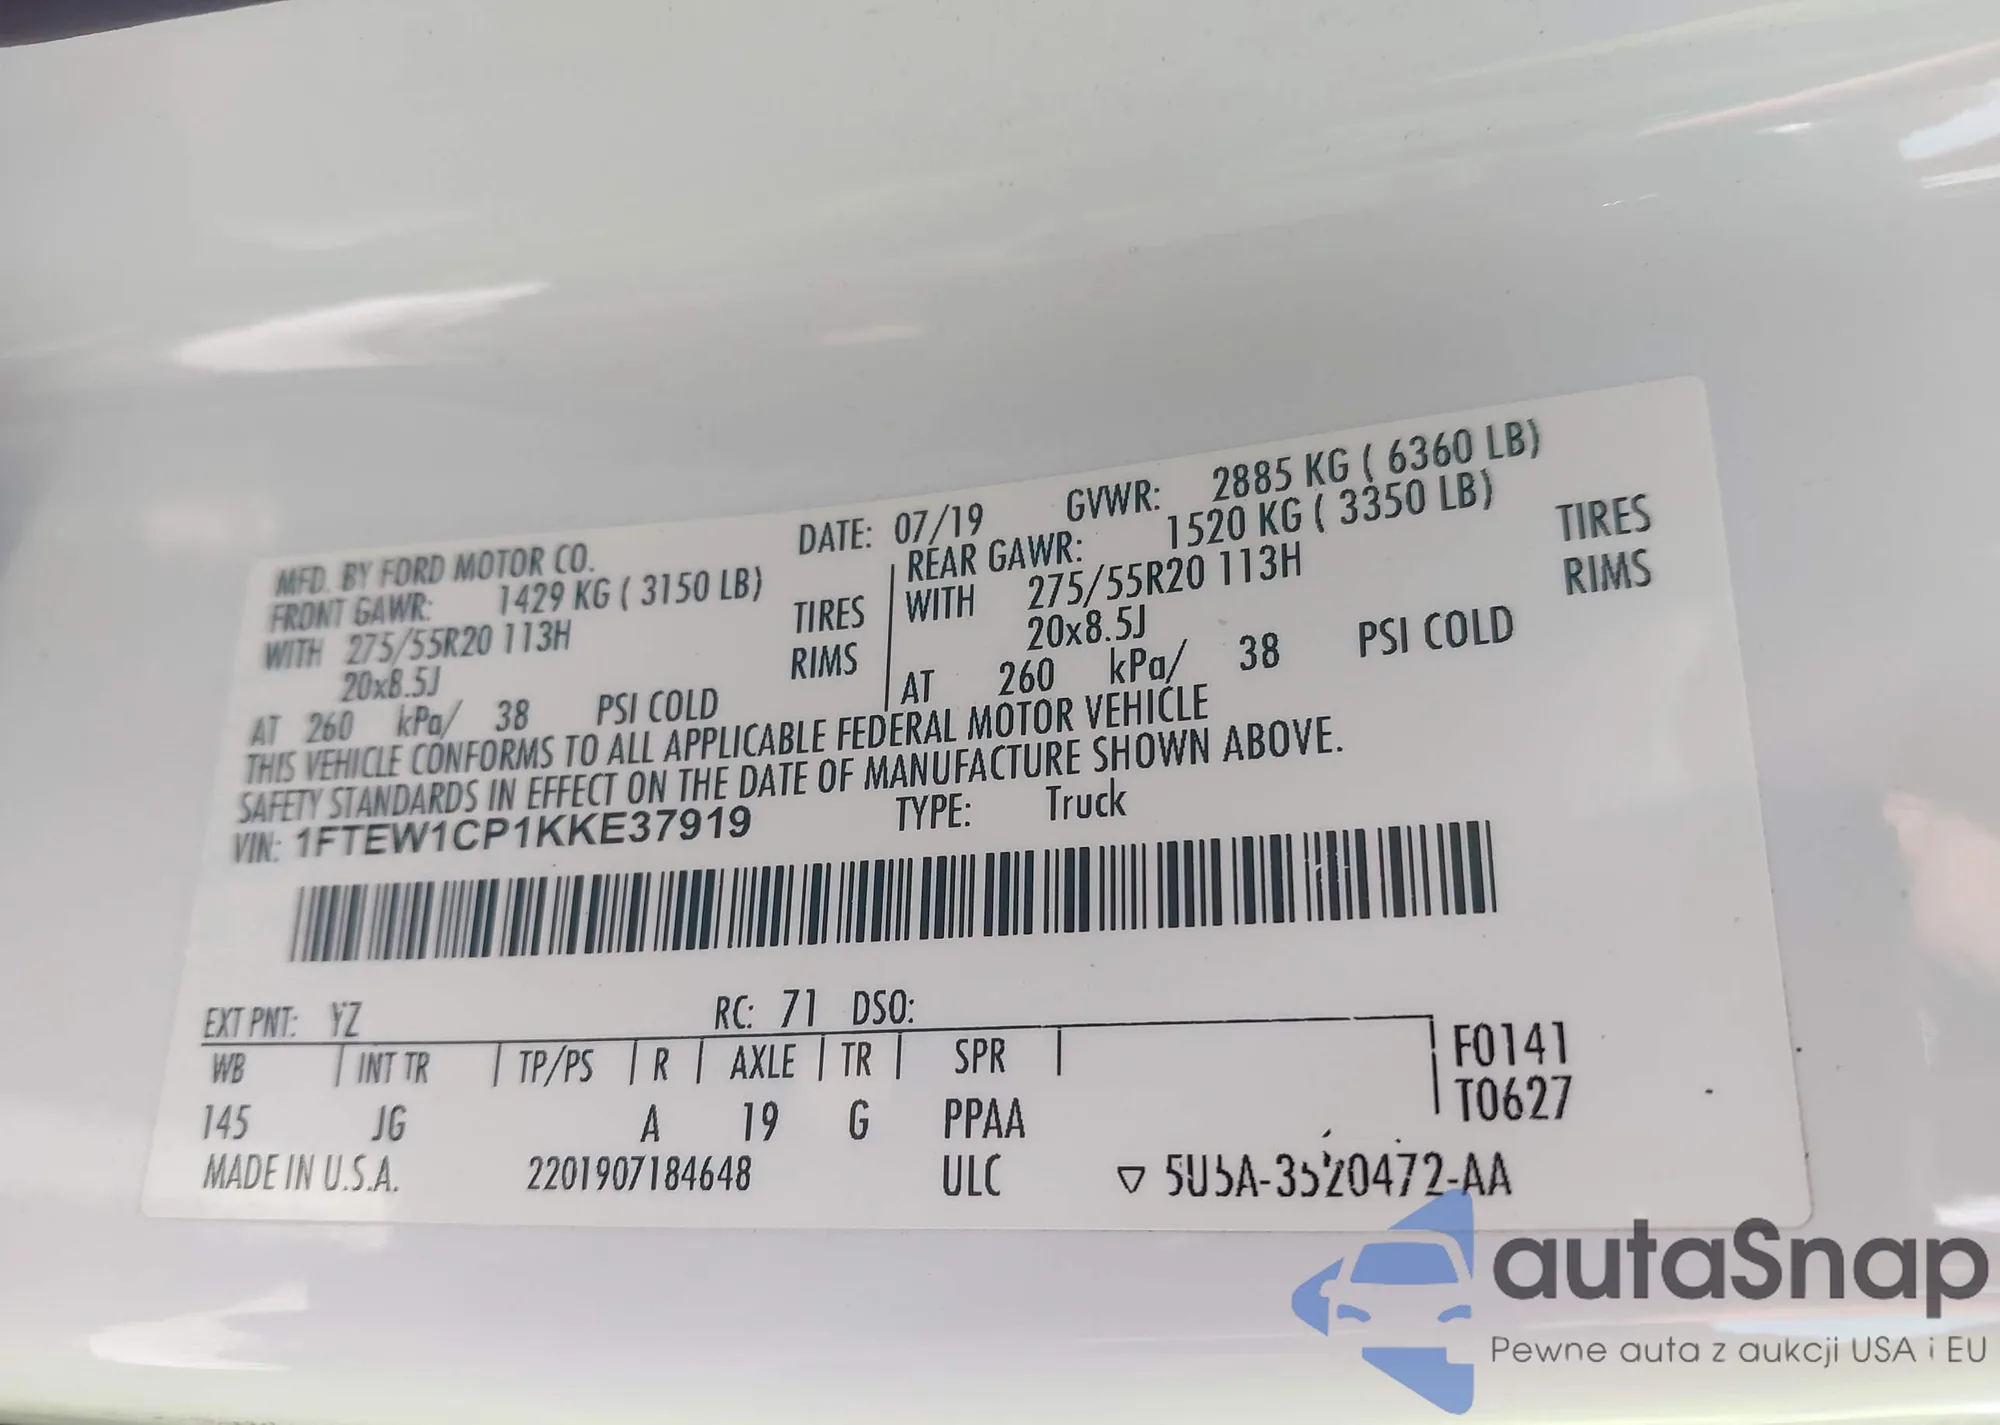 MFD. BY FORD MOTOR CO. DATE: 07/19 GVWR: 2885 KG ( 6360 LB)
FRONT GAWR: 1429 KG ( 3150 LB)
WITH 275/55R20 113H TIRES
20x8.5J RIMS
AT 260 kPa/ 38 PSI COLD
REAR GAWR: 1520 KG ( 3350 LB)
WITH 275/55R20 113H TIRES
20x8.5J RIMS
AT 260 kPa/ 38 PSI COLD
THIS VEHICLE CONFORMS TO ALL APPLICABLE FEDERAL MOTOR VEHICLE
SAFETY STANDARDS IN EFFECT ON THE DATE OF MANUFACTURE SHOWN ABOVE.
VIN: 1FTEW1CP1KKE37919 TYPE: Truck
EXT PNT: YZ RC: 71 DSO:
WB INT TR TP/PS R AXLE TR SPR
145 JG A 19 G PPAA
F0141
T0627
MADE IN U.S.A. 2201907184648 ULC
autaSnap
Pewne auta z aukcji USA i EU